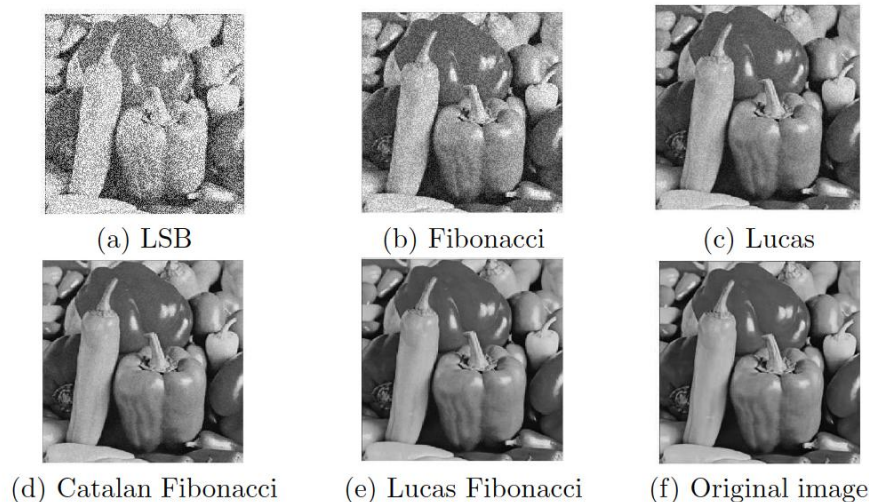 (a) LSB
(b) Fibonacci
(c) Lucas
(d) Catalan Fibonacci
(e) Lucas Fibonacci
(f) Original image